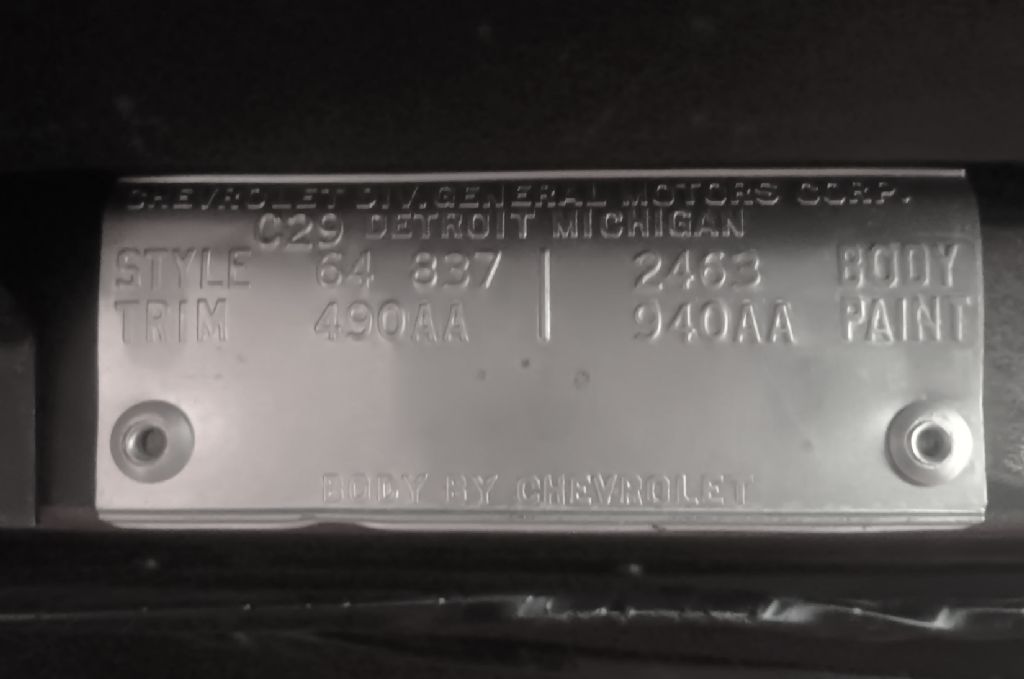 CHEVROLET DIV. GENERAL MOTORS CORP.
C29 DETROIT MICHIGAN
STYLE 64 837 | 2463 BODY
TRIM 490AA | 940AA PAINT
BODY BY CHEVROLET